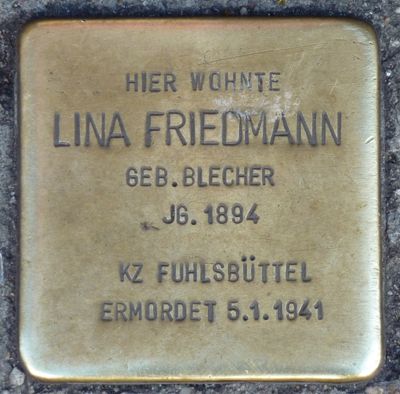 HIER WOHNTE
LINA FRIEDMANN
GEB. BLECHER
JG. 1894
KZ FUHLSBÜTTEL
ERMORDET 5.1.1941